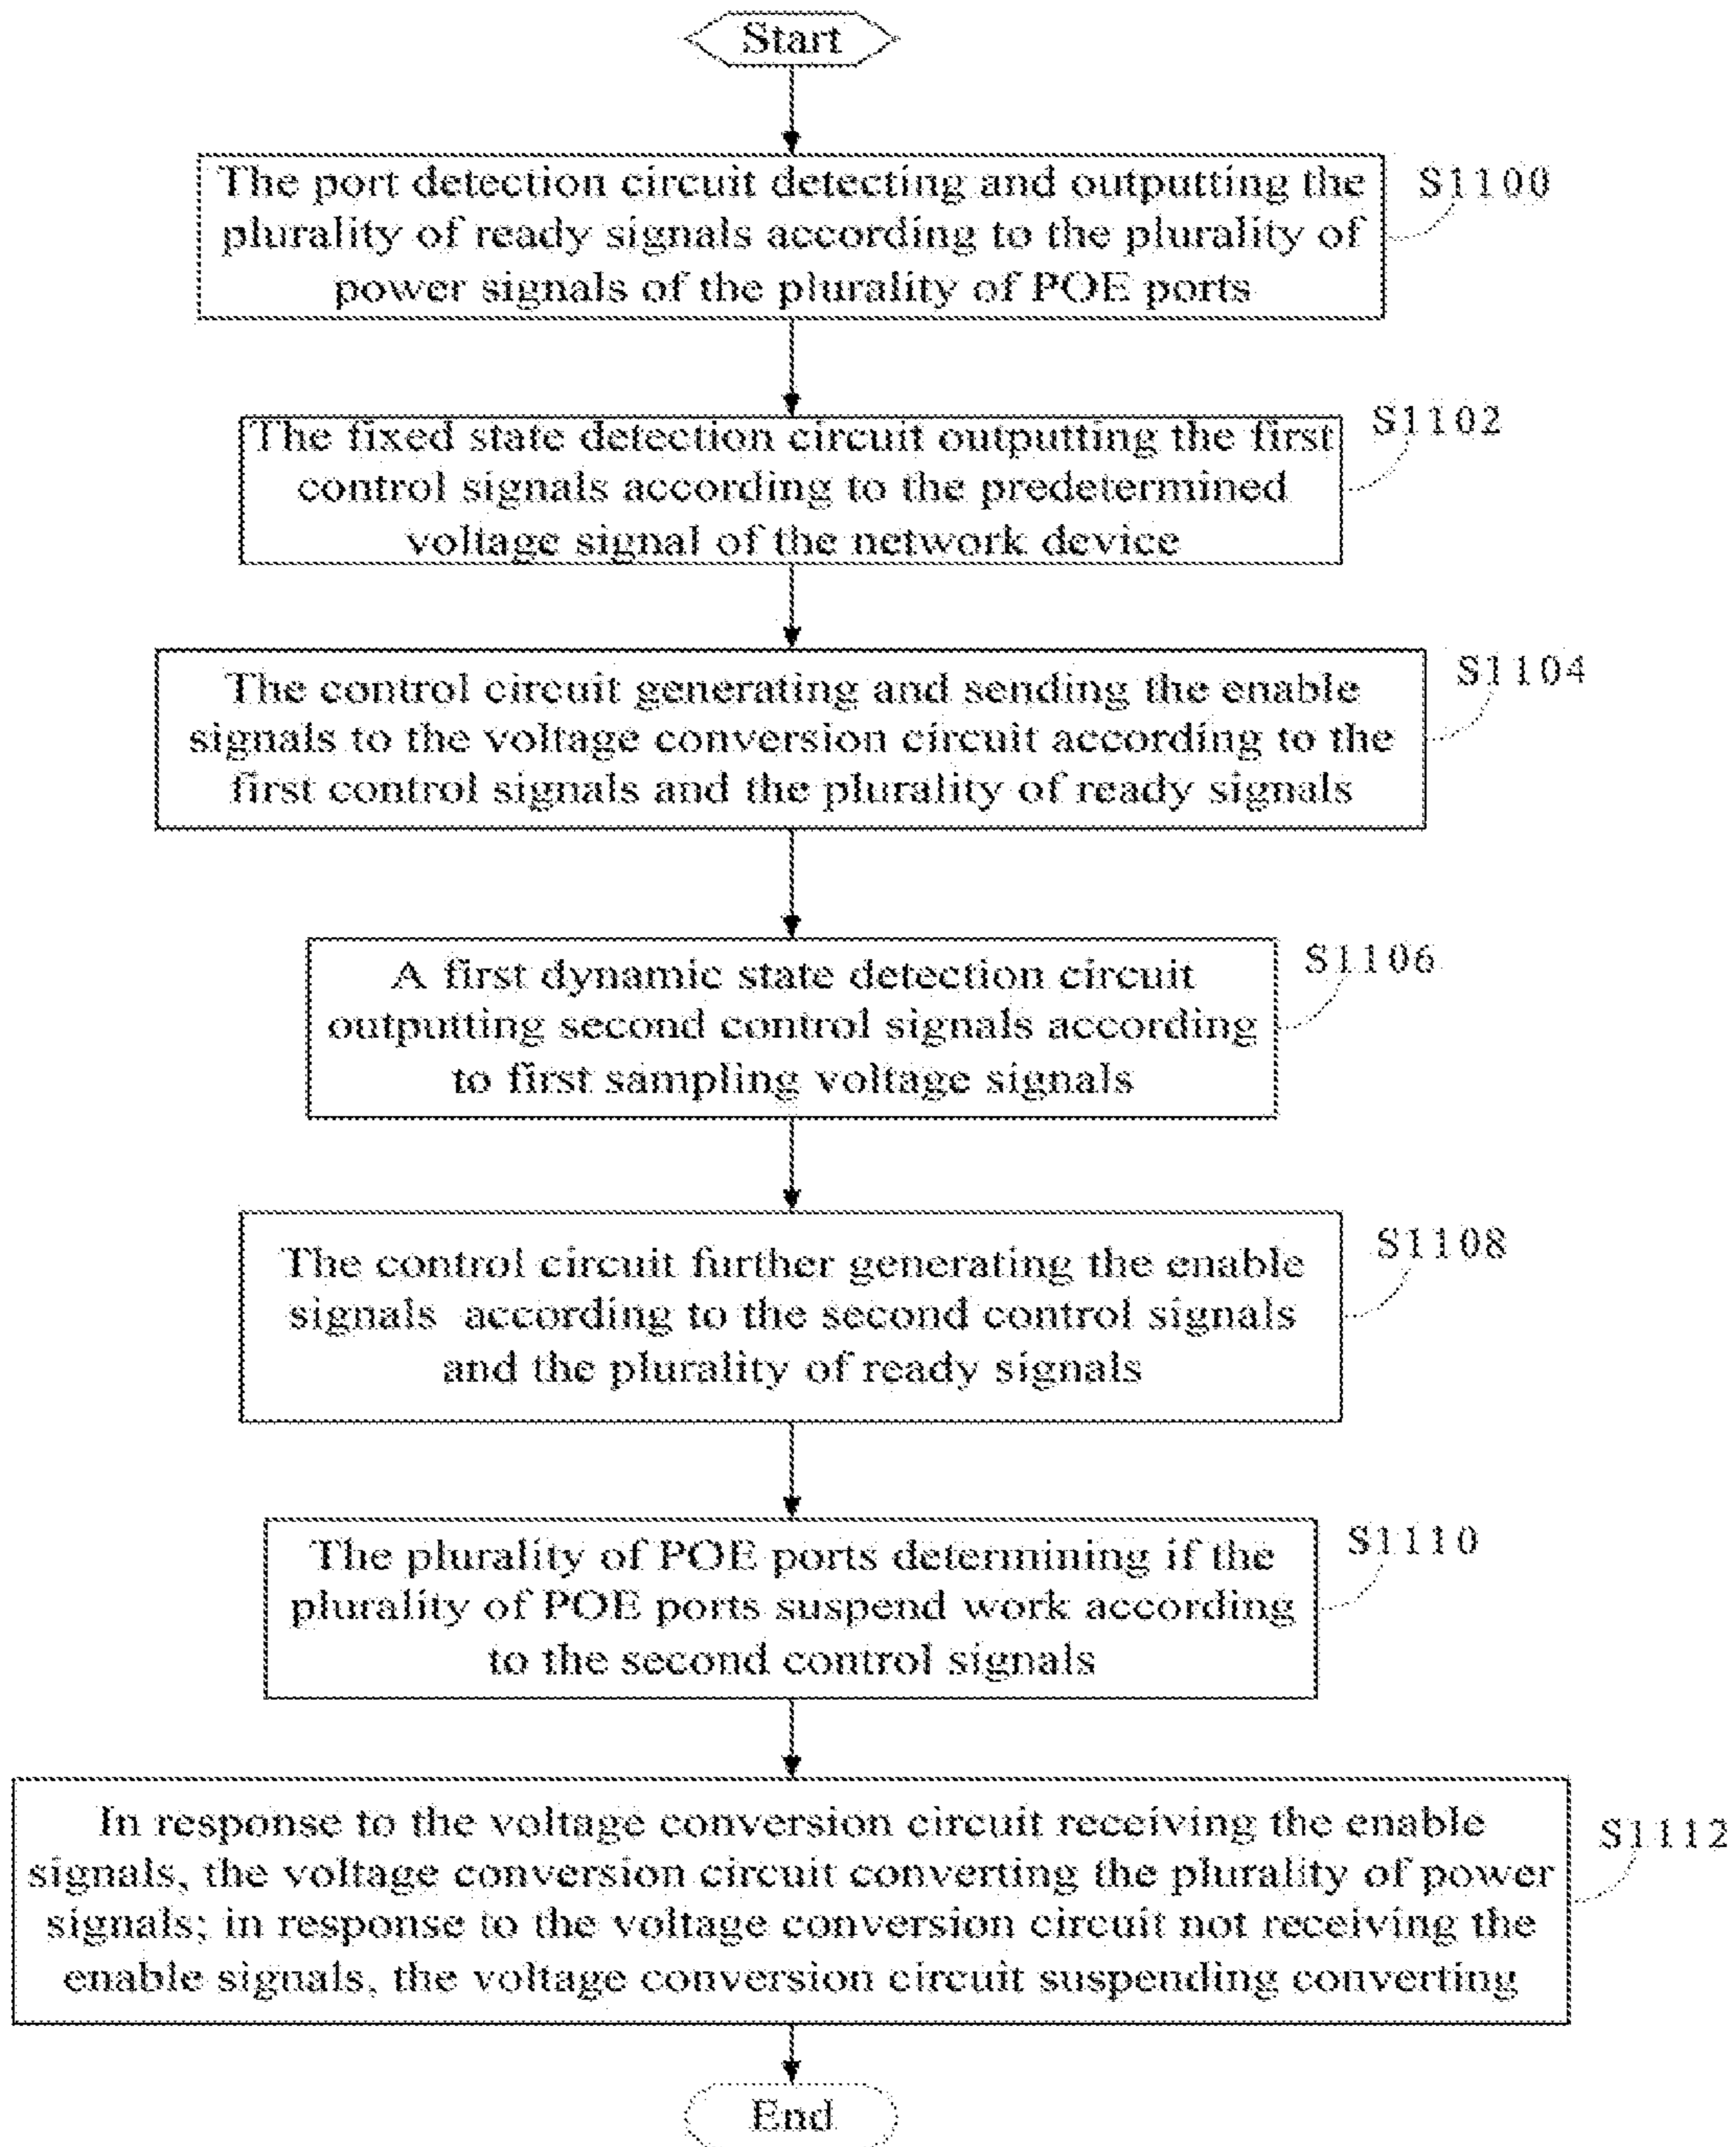 Start
The port detection circuit detecting and outputting the
plurality of ready signals according to the plurality of
power signals of the plurality of POE ports
S1100
The fixed state detection circuit outputting the first
control signals according to the predetermined
voltage signal of the network device
S1102
The control circuit generating and sending the enable
signals to the voltage conversion circuit according to the
first control signals and the plurality of ready signals
S1104
A first dynamic state detection circuit
outputting second control signals according
to first sampling voltage signals
S1106
The control circuit further generating the enable
signals according to the second control signals
and the plurality of ready signals
S1108
The plurality of POE ports determining if the
plurality of POE ports suspend work according
to the second control signals
S1110
In response to the voltage conversion circuit receiving the enable
signals, the voltage conversion circuit converting the plurality of power
signals; in response to the voltage conversion circuit not receiving the
enable signals, the voltage conversion circuit suspending converting
S1112
End